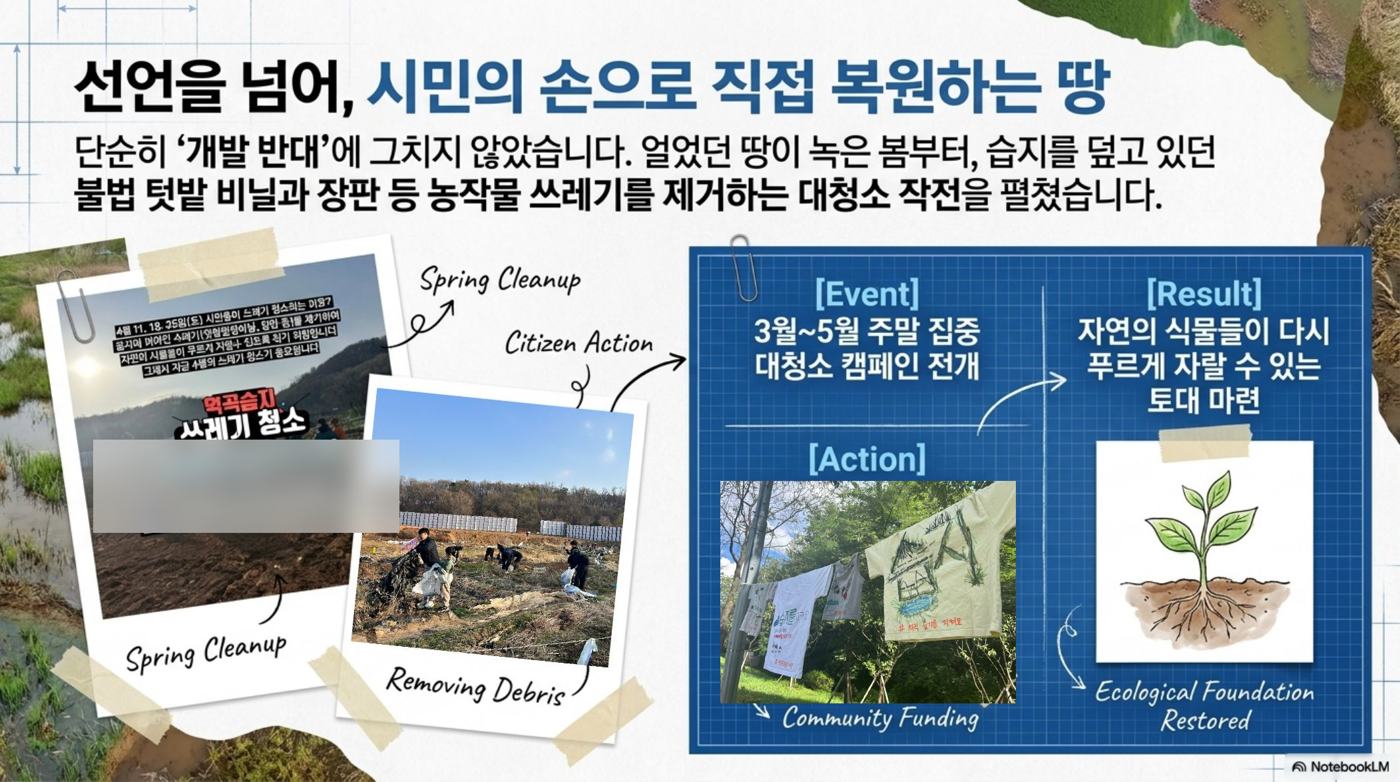 선언을 넘어, 시민의 손으로 직접 복원하는 땅
단순히 ‘개발 반대’에 그치지 않았습니다. 얼었던 땅이 녹은 봄부터, 습지를 덮고 있던
불법 텃밭 비닐과 장판 등 농작물 쓰레기를 제거하는 대청소 작전을 펼쳤습니다.
쓰레기 청소
Spring Cleanup
Citizen Action
Spring Cleanup
Removing Debris
[Event]
3월~5월 주말 집중
대청소 캠페인 전개
[Action]
Community Funding
[Result]
자연의 식물들이 다시
푸르게 자랄 수 있는
토대 마련
Ecological Foundation
Restored
NotebookLM